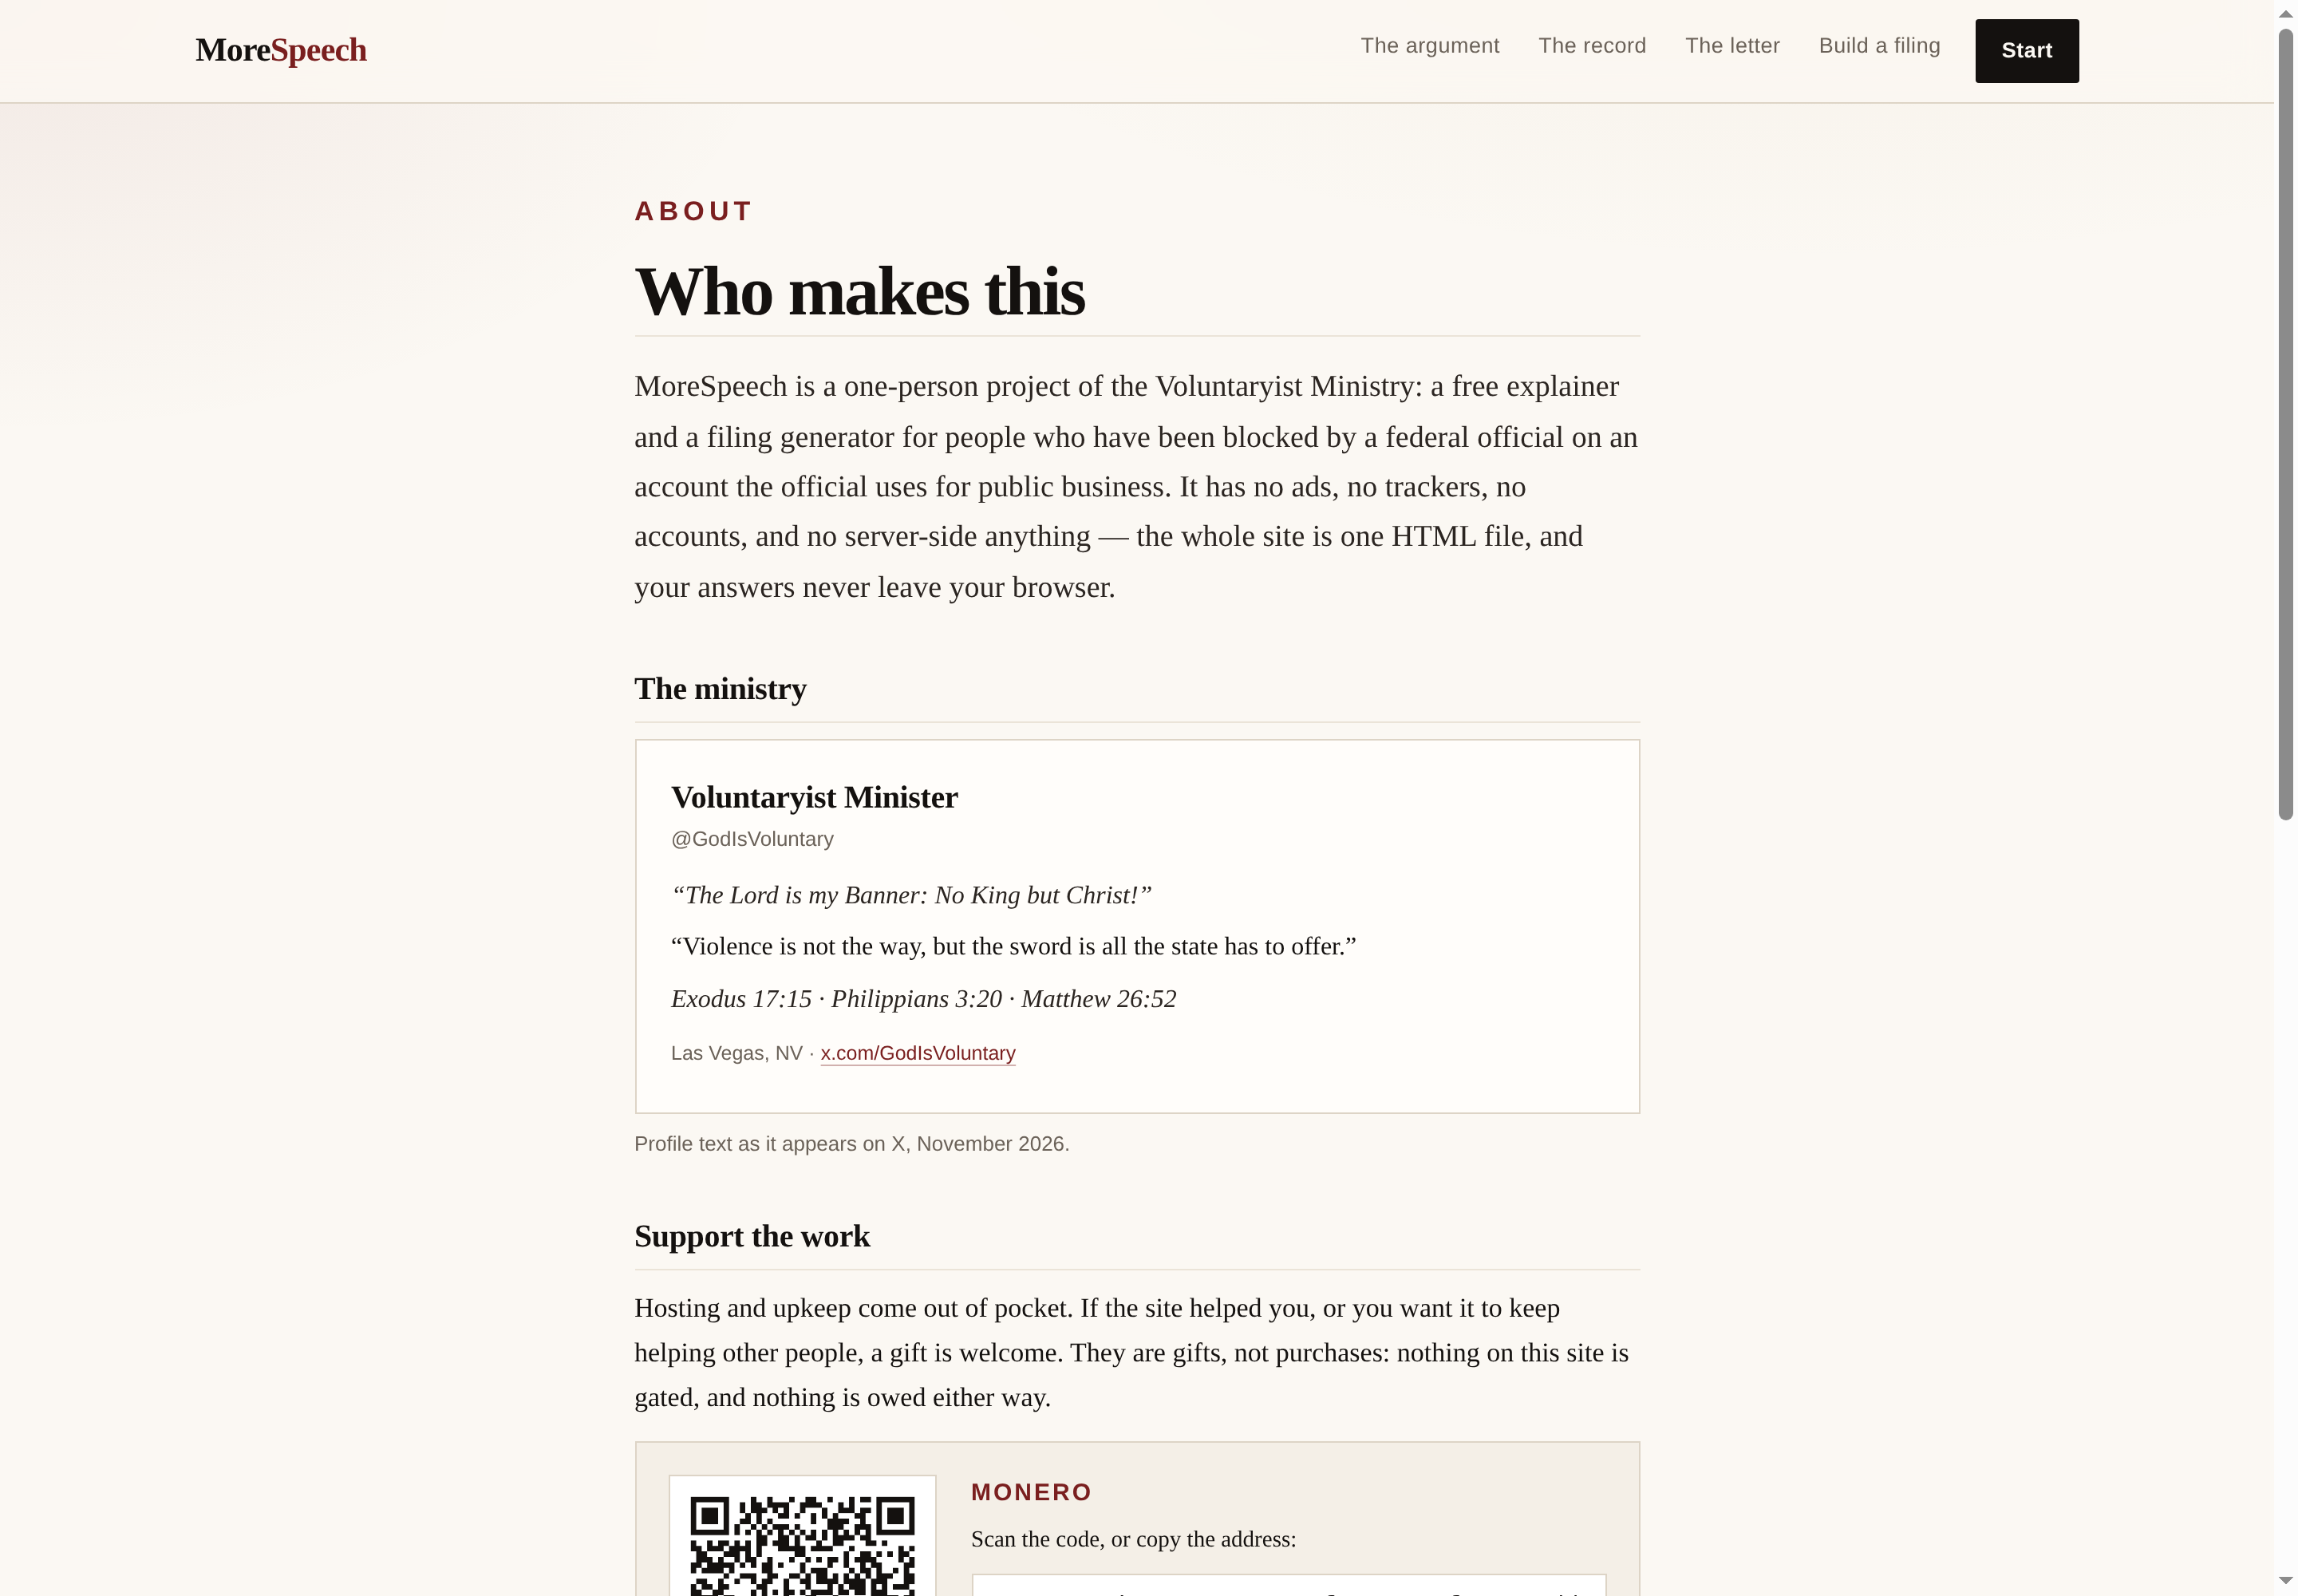 MoreSpeech
The argument
The record
The letter
Build a filing
Start
ABOUT
Who makes this
MoreSpeech is a one-person project of the Voluntaryist Ministry: a free explainer
and a filing generator for people who have been blocked by a federal official on an
account the official uses for public business. It has no ads, no trackers, no
accounts, and no server-side anything — the whole site is one HTML file, and
your answers never leave your browser.
The ministry
Voluntaryist Minister
@GodIsVoluntary
“The Lord is my Banner: No King but Christ!”
“Violence is not the way, but the sword is all the state has to offer.”
Exodus 17:15 · Philippians 3:20 · Matthew 26:52
Las Vegas, NV · x.com/GodIsVoluntary
Profile text as it appears on X, November 2026.
Support the work
Hosting and upkeep come out of pocket. If the site helped you, or you want it to keep
helping other people, a gift is welcome. They are gifts, not purchases: nothing on this site is
gated, and nothing is owed either way.
MONERO
Scan the code, or copy the address: